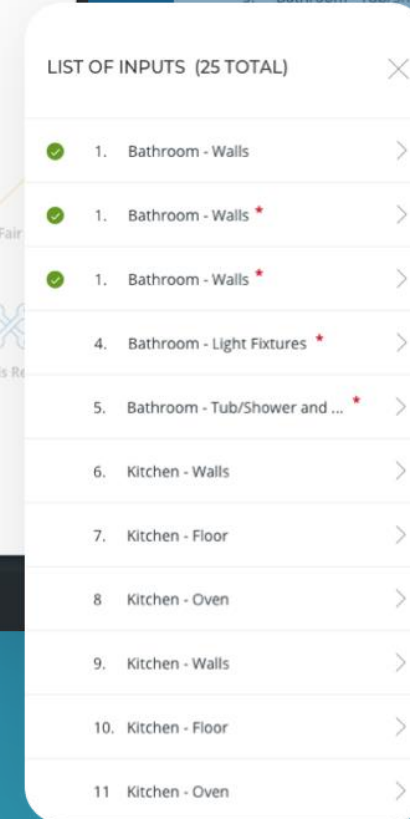 LIST OF INPUTS (25 TOTAL)
1. Bathroom - Walls
1. Bathroom - Walls *
1. Bathroom - Walls *
4. Bathroom - Light Fixtures *
5. Bathroom - Tub/Shower and ... *
6. Kitchen - Walls
7. Kitchen - Floor
8 Kitchen - Oven
9. Kitchen - Walls
10. Kitchen - Floor
11 Kitchen - Oven
Fair